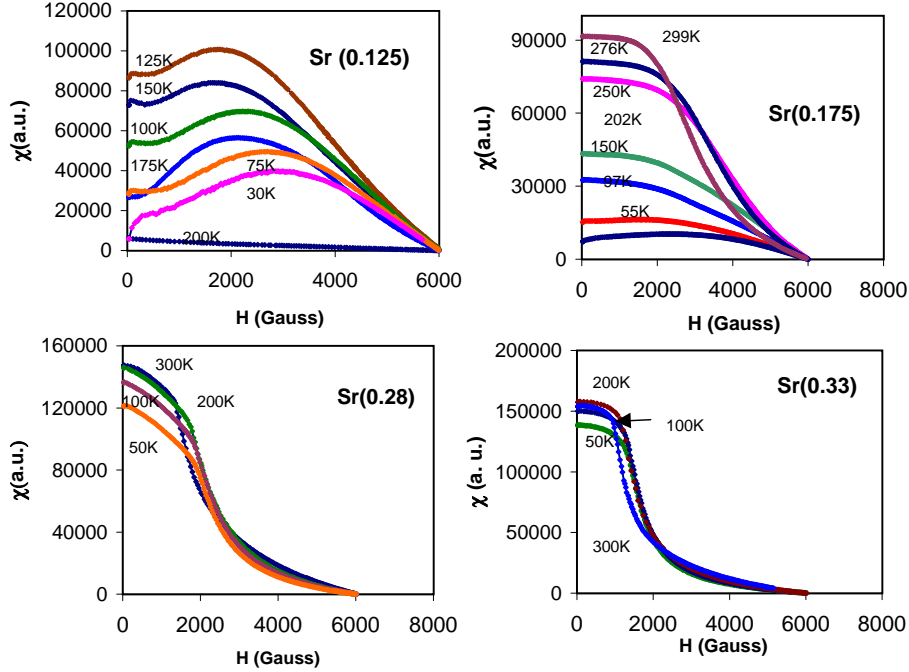 120000
100000
80000
60000
40000
20000
0
χ(a.u.)
Sr (0.125)
125K
150K
100K
175K
75K
30K
200K
0 2000 4000 6000
H (Gauss)
90000
60000
30000
0
χ(a.u.)
276K
299K
250K
Sr(0.175)
202K
150K
97K
55K
0 2000 4000 6000 8000
H (Gauss)
160000
120000
80000
40000
0
χ(a.u.)
300K
Sr(0.28)
100K
200K
50K
0 2000 4000 6000 8000
H (Gauss)
200000
150000
100000
50000
0
χ (a. u.)
200K
Sr(0.33)
100K
50K
300K
0 2000 4000 6000 8000
H (Gauss)